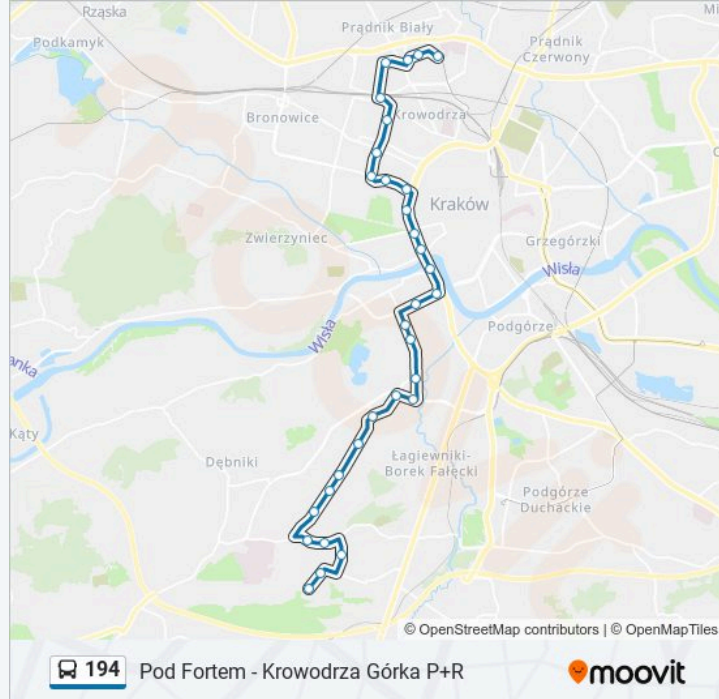 Rząska
Prądnik Biały
Podkamyk
Prądnik
Czerwony
Krowodrza
Bronowice
Kraków
Zwierzyniec
Grzegórzki
Wisła
Podgórze
Wisła
anka
Kąty
Dębniki
Łagiewniki-
Borek Fałęcki
Podgórze
Duchackie
© OpenStreetMap contributors | © OpenMapTiles
194 Pod Fortem - Krowodrza Górka P+R
moovit